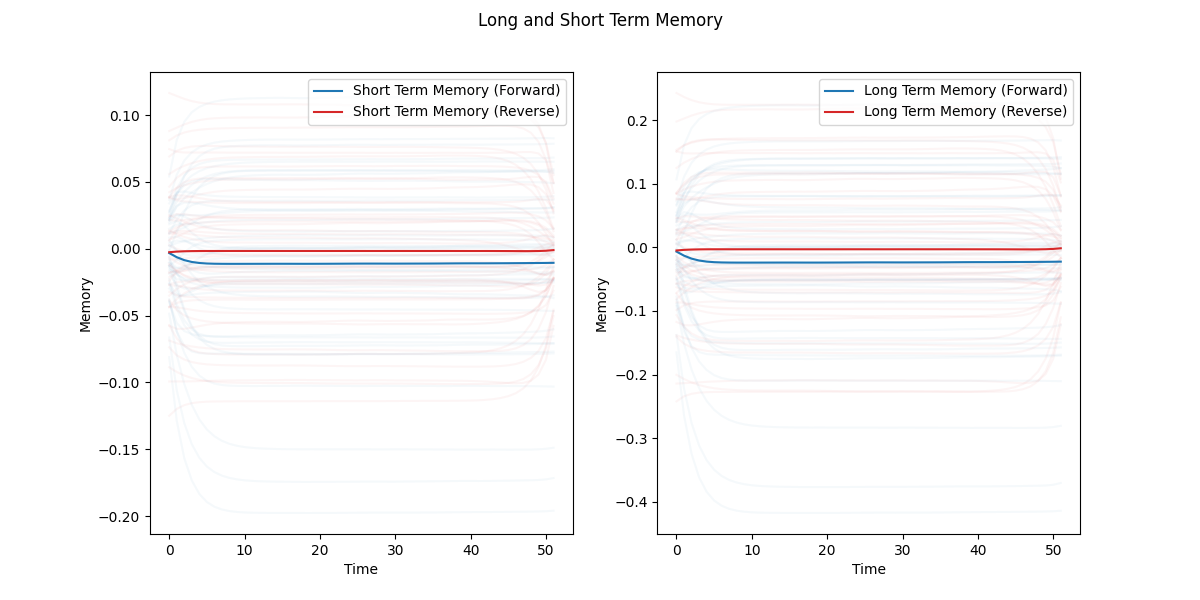 Long and Short Term Memory
Short Term Memory (Forward)
Short Term Memory (Reverse)
0.10
0.05
0.00
−0.05
−0.10
−0.15
−0.20
Memory
0
10
20
30
40
50
Time
Long Term Memory (Forward)
Long Term Memory (Reverse)
0.2
0.1
0.0
−0.1
−0.2
−0.3
−0.4
Memory
0
10
20
30
40
50
Time